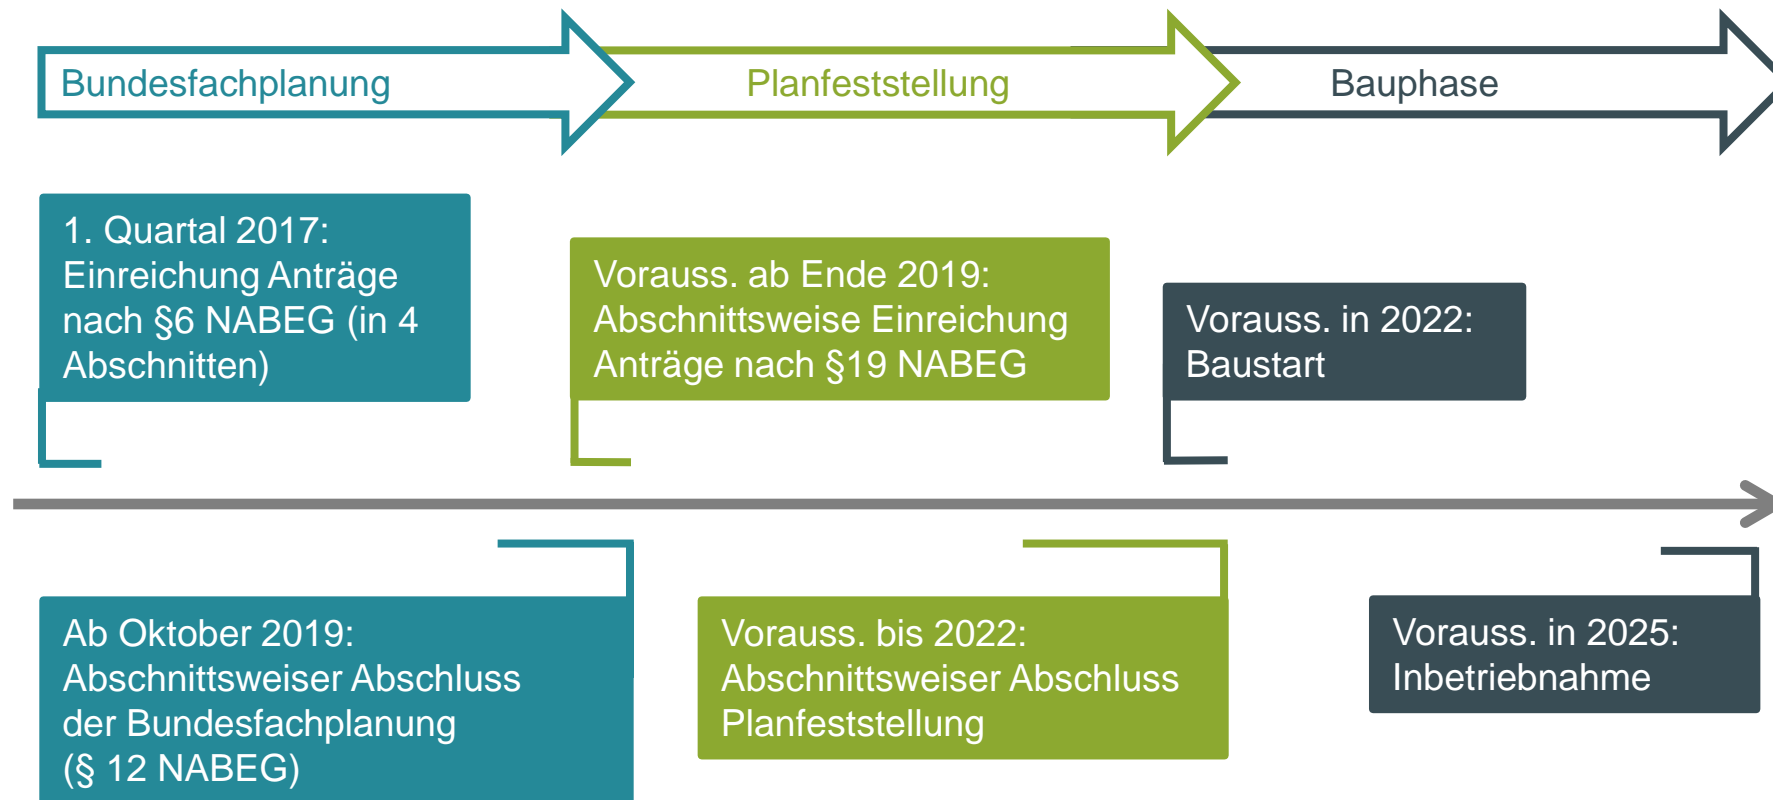 Bundesfachplanung
Planfeststellung
Bauphase
1. Quartal 2017:
Einreichung Anträge
nach §6 NABEG (in 4
Abschnitten)
Vorauss. ab Ende 2019:
Abschnittsweise Einreichung
Anträge nach §19 NABEG
Vorauss. in 2022:
Baustart
Ab Oktober 2019:
Abschnittsweiser Abschluss
der Bundesfachplanung
(§ 12 NABEG)
Vorauss. bis 2022:
Abschnittsweiser Abschluss
Planfeststellung
Vorauss. in 2025:
Inbetriebnahme